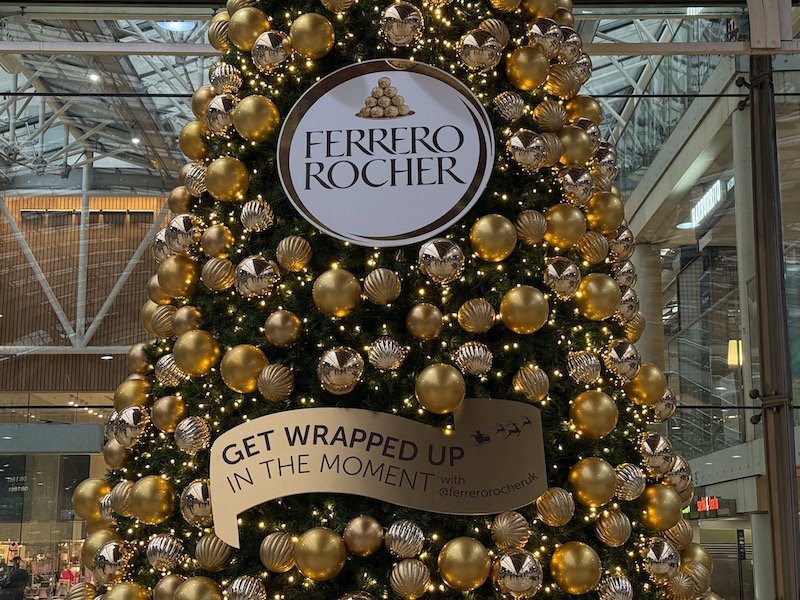 FERRERO
ROCHER
GET WRAPPED UP
IN THE MOMENT with
@ferrerorocheruk